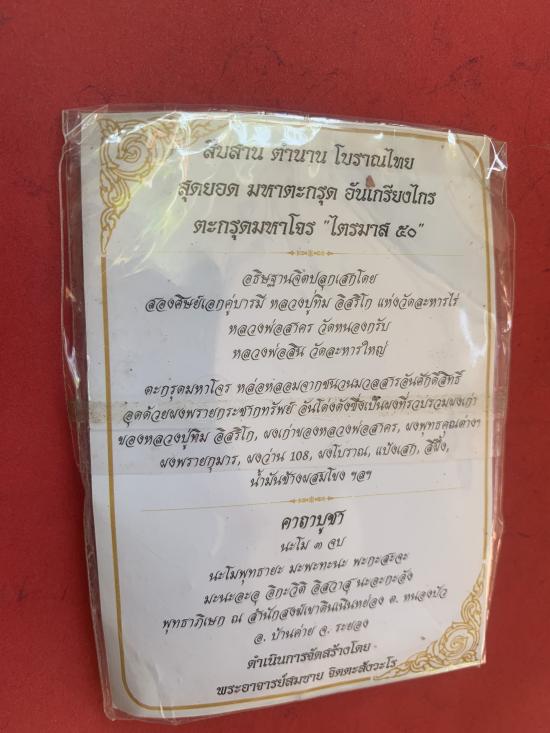 สืบสาน ตำนาน โบราณไทย
สุดยอด มหาตะกรุด อันเกรียงไกร
ตะกรุดมหาโจร "ไตรมาส ๕๐"
อธิษฐานจิตปลุกเสกโดย
สองศิษย์เอกคู่บารมี หลวงปู่ทิม อิสริโก แห่งวัดละหารไร่
หลวงพ่อสาคร วัดหนองกรับ
หลวงพ่อสิน วัดละหารใหญ่
ตะกรุดมหาโจร หล่อหลอมจากชนวนมวลสารอันศักดิ์สิทธิ์
อุดด้วยผงพรายกระชากทรัพย์ อันโด่งดังซึ่งเป็นผงที่รวบรวมผงเก่า
ของหลวงปู่ทิม อิสริโก, ผงเก่าของหลวงพ่อสาคร, ผงพุทธคุณต่างๆ
ผงพรายกุมาร, ผงว่าน 108, ผงโบราณ, แป้งเสก, สีผึ้ง,
น้ำมันช้างผสมโขง ฯลฯ
คาถาบูชา
นะโม ๓ จบ
นะโมพุทธายะ มะพะทะนะ พะกะสะจะ
มะนะอะอุ อิกะวิติ อิสวาสุ นะอะกะอัง
พุทธาภิเษก ณ สำนักสงฆ์เขาดินเนินหย่อง ต. หนองบัว
อ. บ้านค่าย จ. ระยอง
ดำเนินการจัดสร้างโดย
พระอาจารย์สมชาย จิตตะสังวะโร